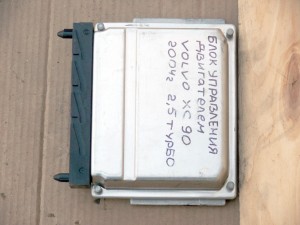 БЛОК УПРАВЛЕНИЯ
ДВИГАТЕЛЕМ
VOLVO XC 90
2004г 2,5 ТУРБО